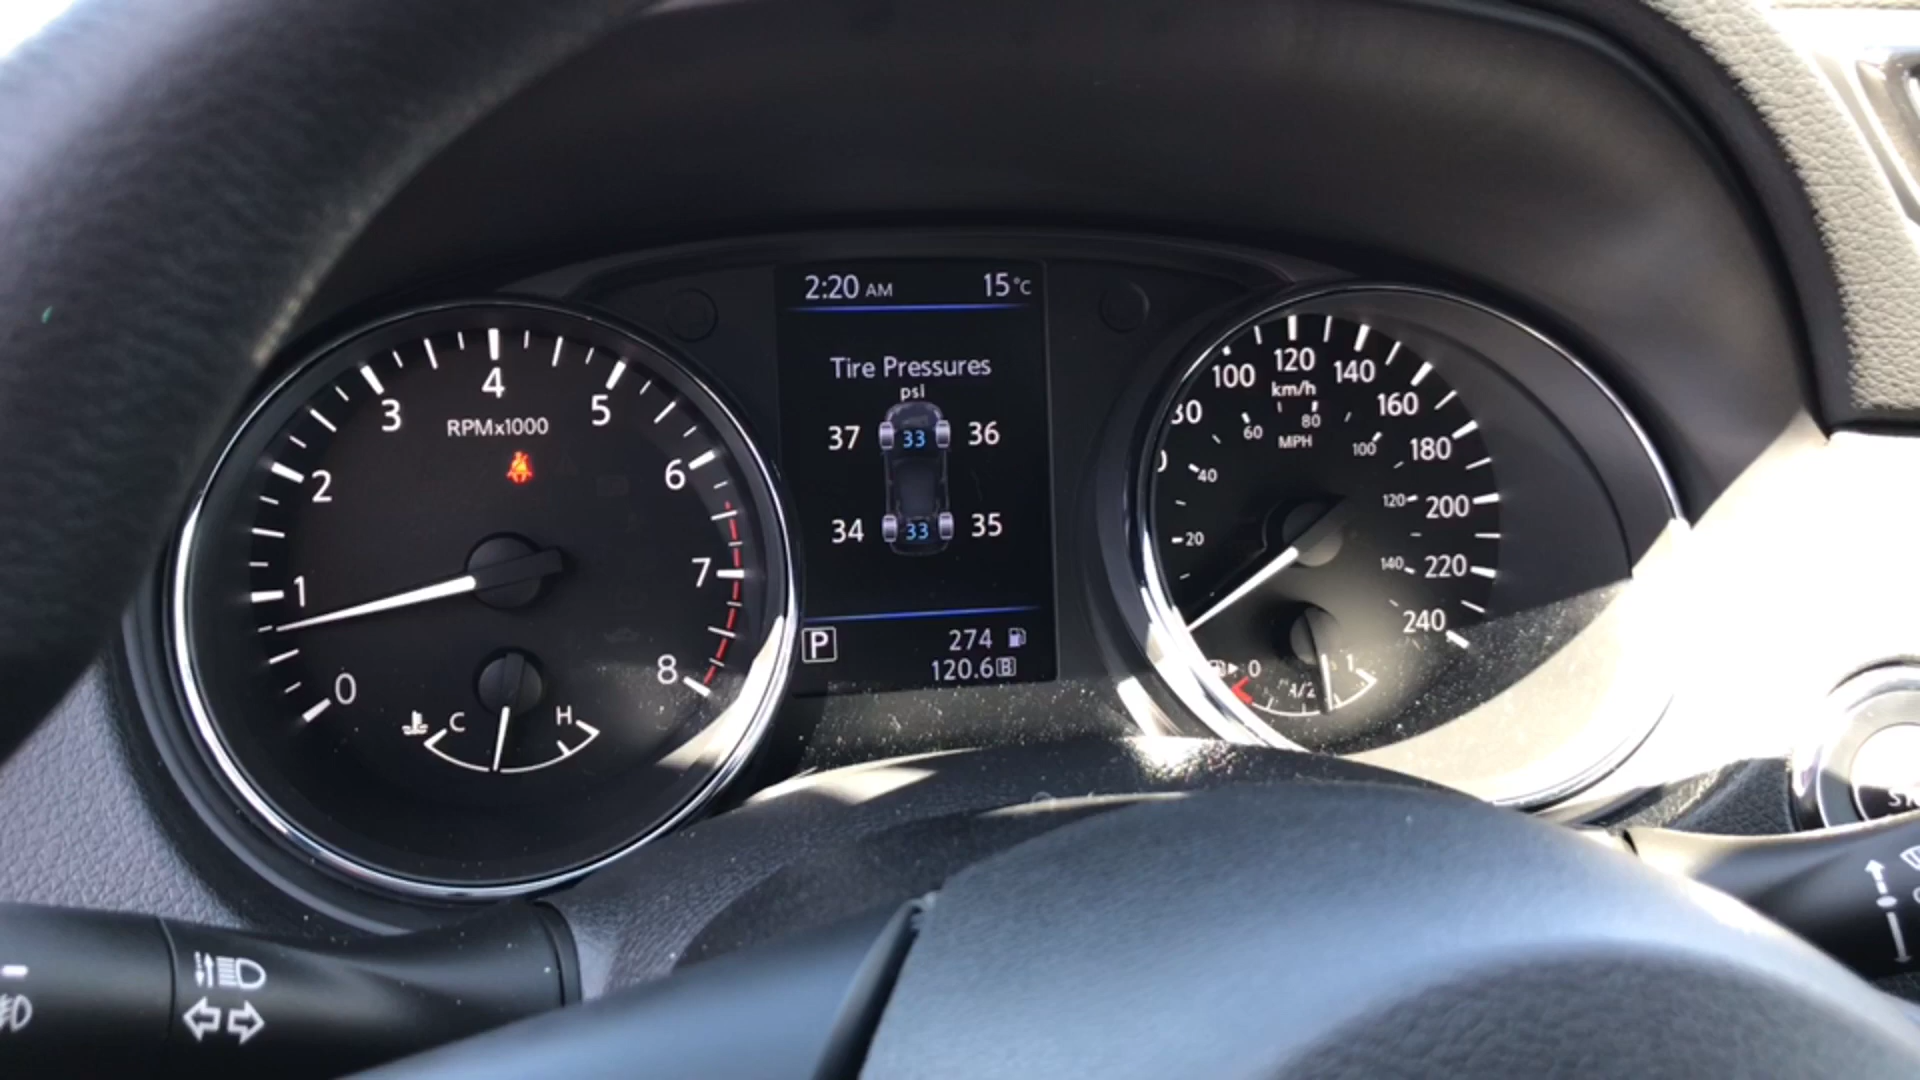 2:20 AM 15°C
Tire Pressures
psi
37 33 36
34 33 35
P 274
120.6 B
0 1 2 3 4 5 6 7 8
RPMx1000
C H
100 120 140 160 180 200 220 240
km/h
20 40 60 80 100 120 140
MPH
0 1/2 1